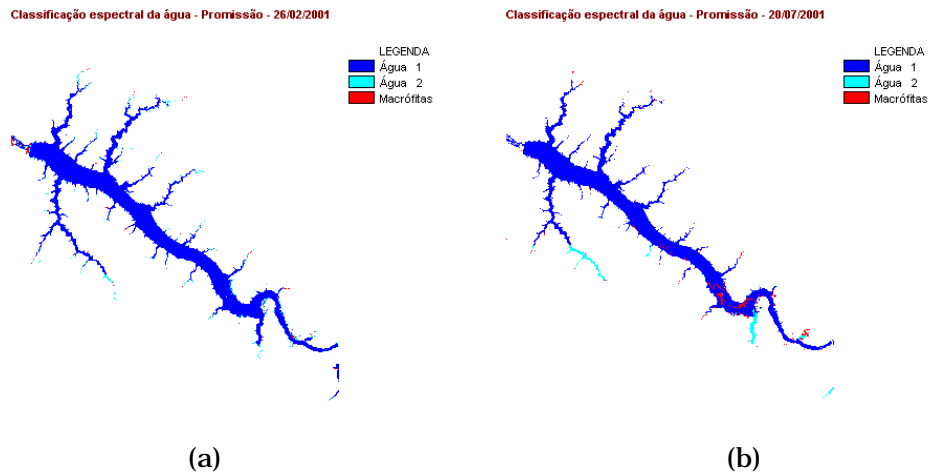 Classificação espectral da água - Promissão - 26/02/2001
LEGENDA
Água 1
Água 2
Macrófitas
(a)
Classificação espectral da água - Promissão - 20/07/2001
LEGENDA
Água 1
Água 2
Macrófitas
(b)